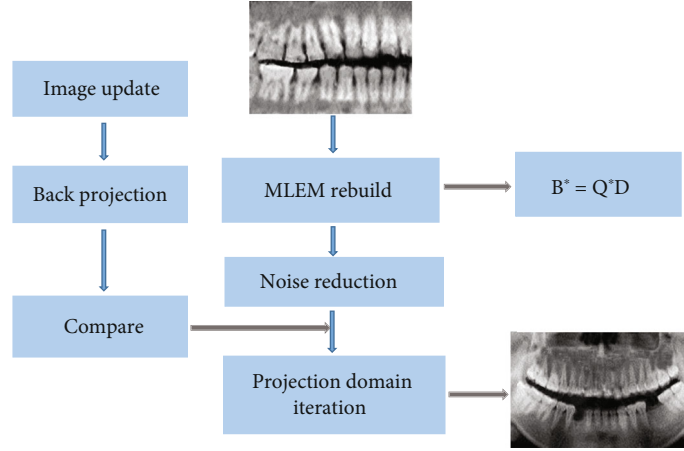 Image update
Back projection
MLEM rebuild
B* = Q*D
Noise reduction
Compare
Projection domain
iteration